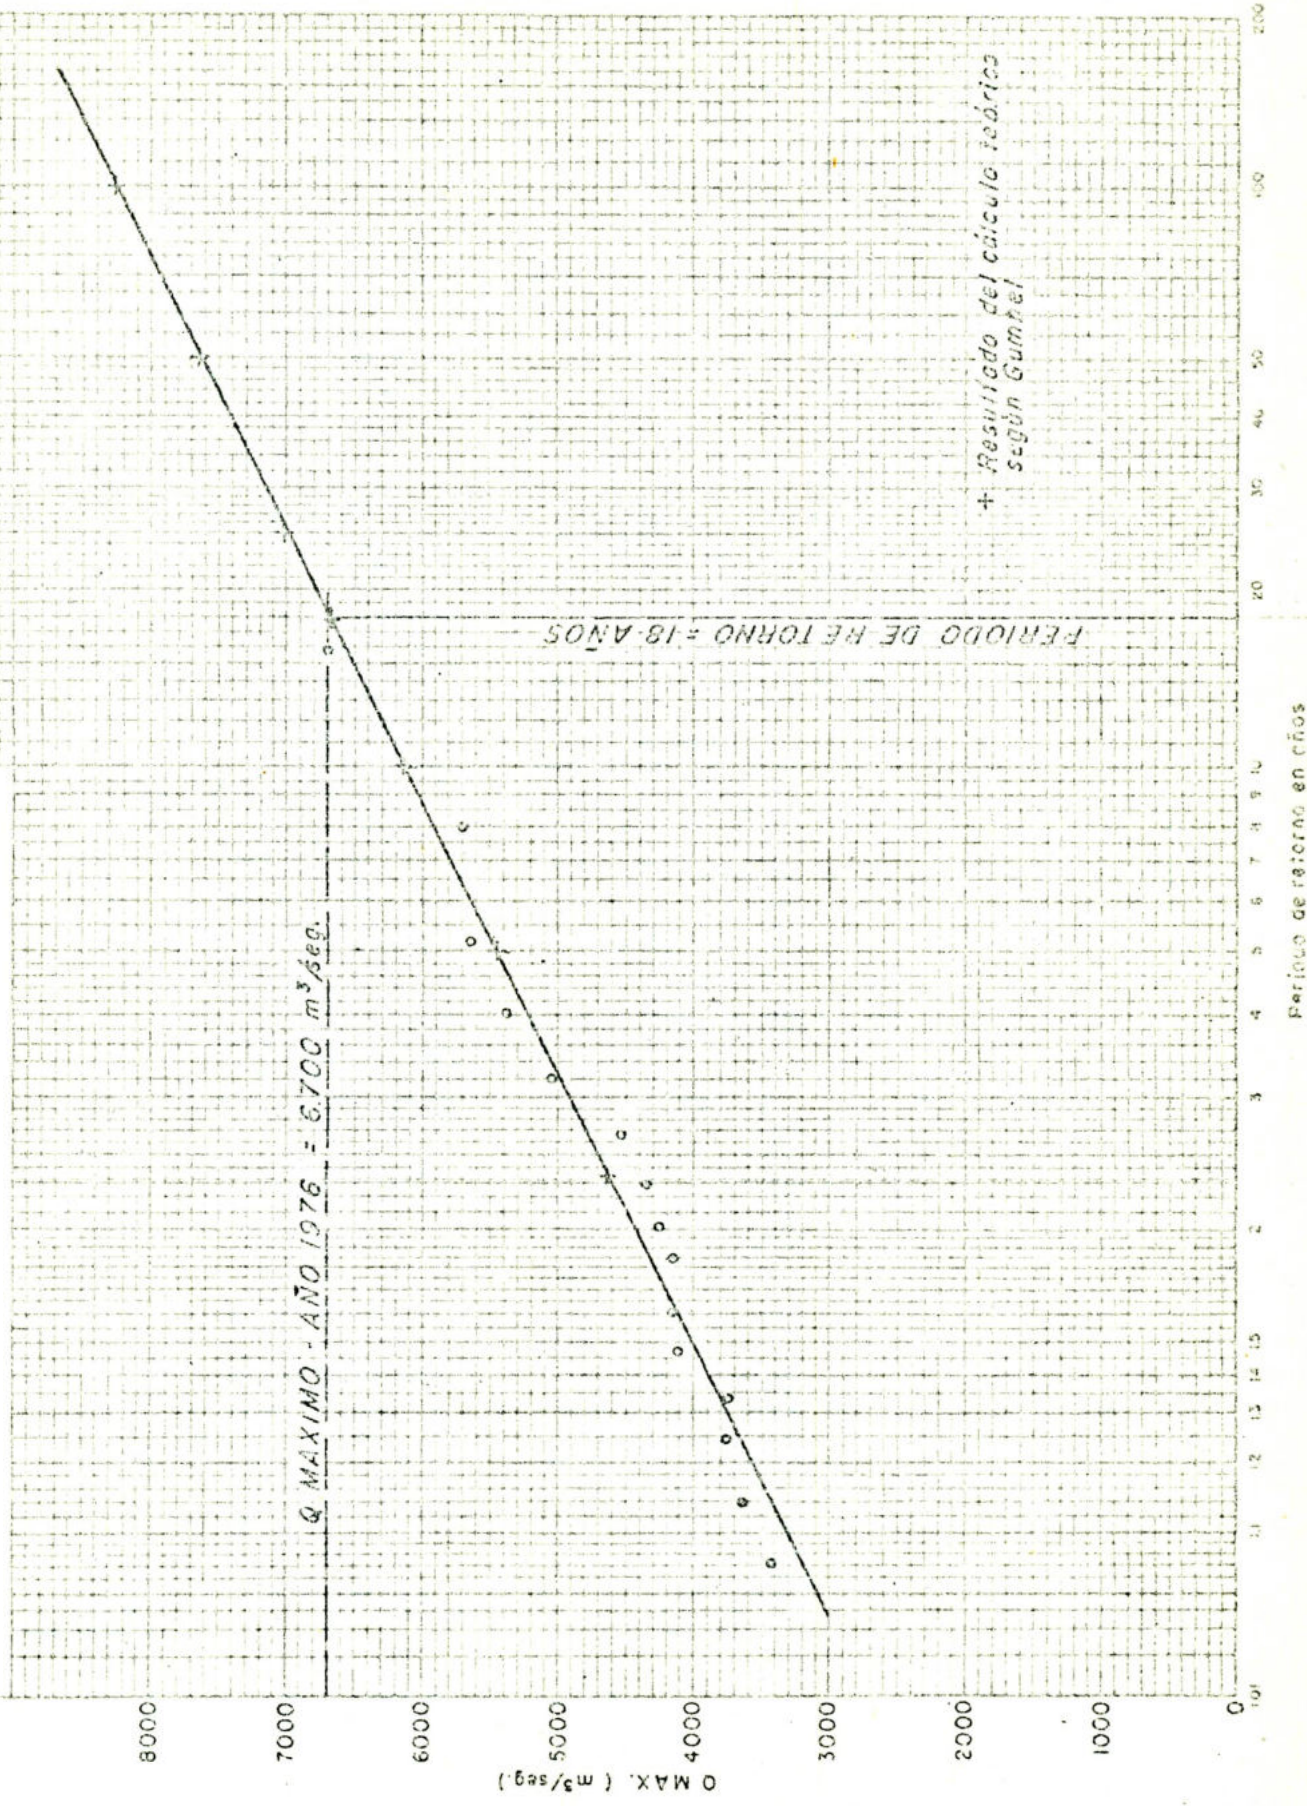 Q MAX. ( m³/seg.)
8000
7000
6000
5000
4000
3000
2000
1000
0
Q MAXIMO - AÑO 1976 = 6.700 m³/seg.
PERIODO DE RETORNO = 18 AÑOS
+ Resultado del cálculo teórico
según Gumbel
1.01 1.1 1.2 1.3 1.4 1.5 2 3 4 5 6 7 8 9 10 20 30 40 50 100 200
Periodo de retorno en años